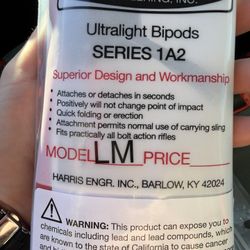 ENGINEERING, INC.
Ultralight Bipods
SERIES 1A2
Superior Design and Workmanship
• Attaches or detaches in seconds
• Positively will not change point of impact
• Quick folding or erection
• Attachment permits normal use of carrying sling
• Fits practically all bolt action rifles
MODEL LM PRICE
HARRIS ENGR. INC., BARLOW, KY 42024
WARNING: This product can expose you to
chemicals including lead and lead compounds, which
are known to the state of California to cause cancer